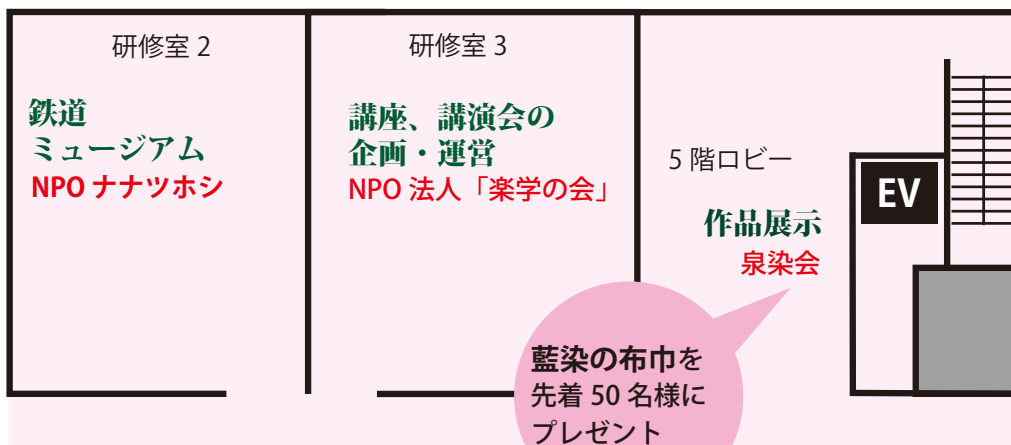 研修室 2
鉄道
ミュージアム
NPO ナナツホシ
研修室 3
講座、講演会の
企画・運営
NPO 法人「楽学の会」
5 階ロビー
作品展示
泉染会
EV
藍染の布巾を
先着 50 名様に
プレゼント